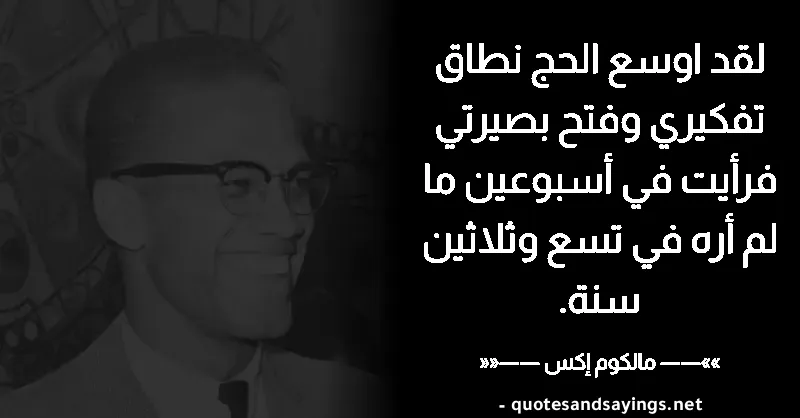 لقد اوسع الحج نطاق
تفكيري وفتح بصيرتي
فرأيت في أسبوعين ما
لم أره في تسع وثلاثين
سنة.
»»—— مالكوم إكس ——««
- quotesandsayings.net